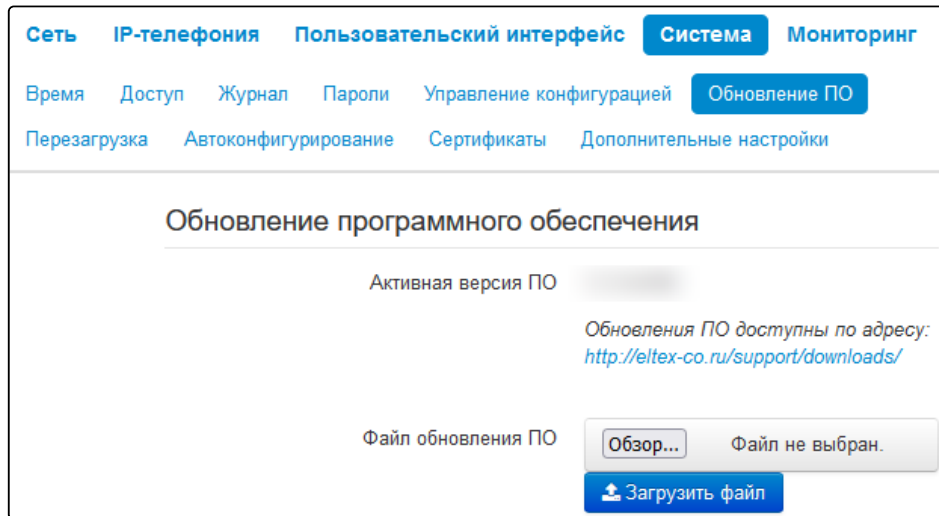 Сеть IP-телефония Пользовательский интерфейс Система Мониторинг
Время Доступ Журнал Пароли Управление конфигурацией Обновление ПО
Перезагрузка Автоконфигурирование Сертификаты Дополнительные настройки
Обновление программного обеспечения
Активная версия ПО
Обновления ПО доступны по адресу:
http://eltex-co.ru/support/downloads/
Файл обновления ПО Обзор... Файл не выбран.
Загрузить файл